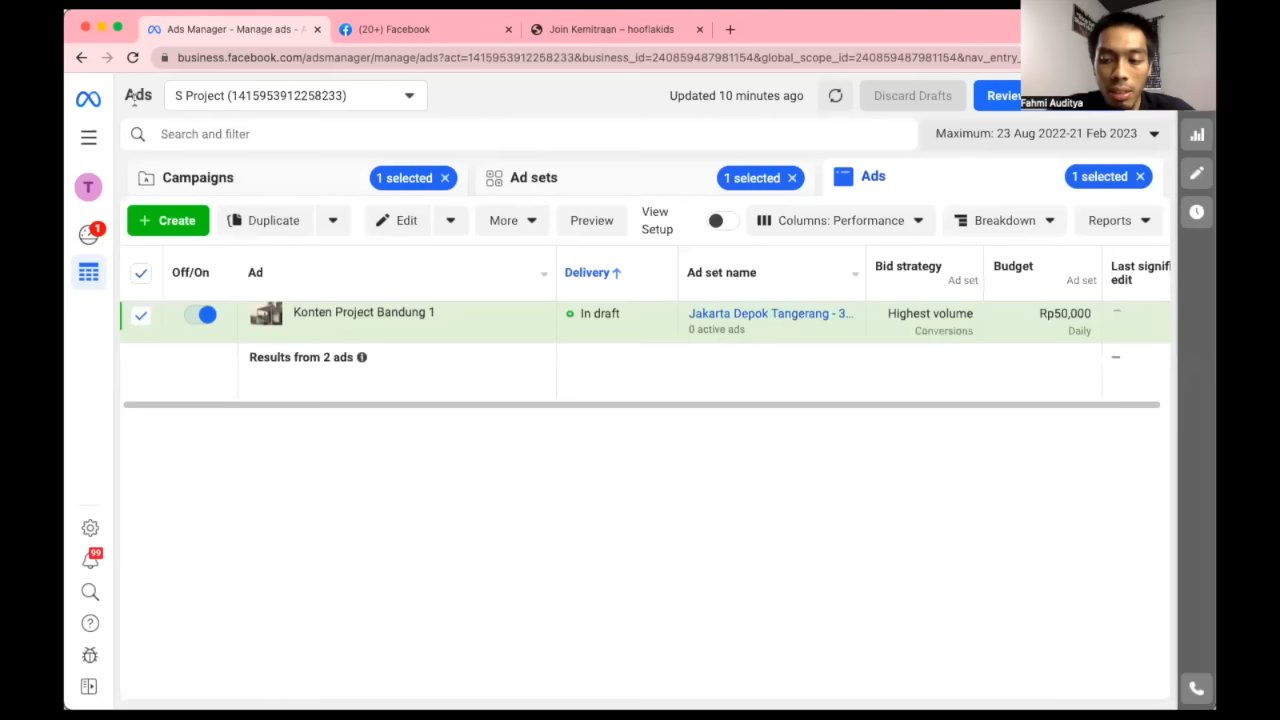 Ads Manager - Manage ads - A
(20+) Facebook
Join Kemitraan – hoofiakids
business.facebook.com/adsmanager/manage/ads?act=1415953912258233&business_id=240859487981154&global_scope_id=240859487981154&nav_entry_
Fahmi Auditya
Ads
S Project (1415953912258233)
Updated 10 minutes ago
Discard Drafts
Review
Search and filter
Maximum: 23 Aug 2022-21 Feb 2023
Campaigns
1 selected
Ad sets
1 selected
Ads
1 selected
T
+ Create
Duplicate
Edit
More
Preview
View
Setup
Columns: Performance
Breakdown
Reports
1
Off/On
Ad
Delivery↑
Ad set name
Bid strategy
Ad set
Budget
Ad set
Last signifi
edit
Konten Project Bandung 1
In draft
Jakarta Depok Tangerang - 3...
0 active ads
Highest volume
Conversions
Rp50,000
Daily
—
Results from 2 ads
—
99